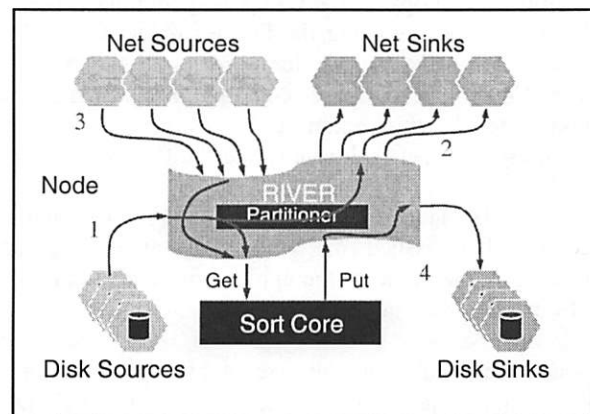 Net Sources
Net Sinks
3
2
Node
RIVER
Partitioner
1
4
Get
Put
Sort Core
Disk Sources
Disk Sinks